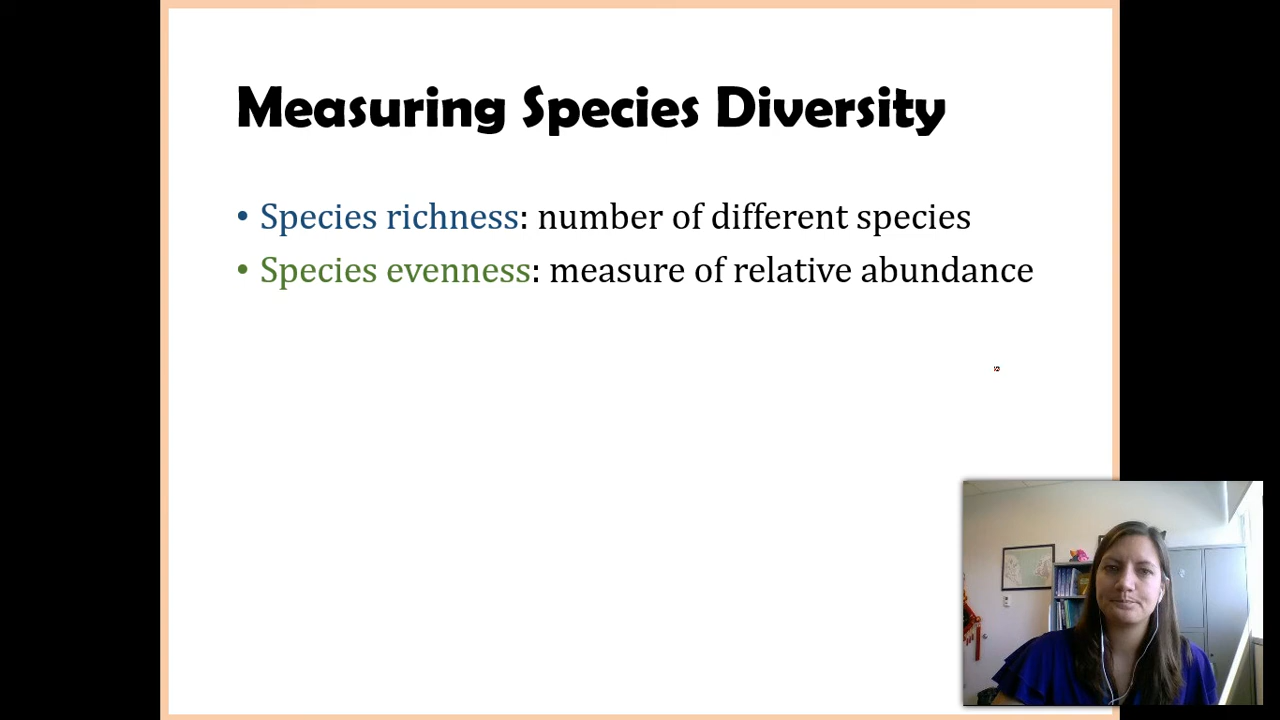 Measuring Species Diversity
• Species richness: number of different species
• Species evenness: measure of relative abundance